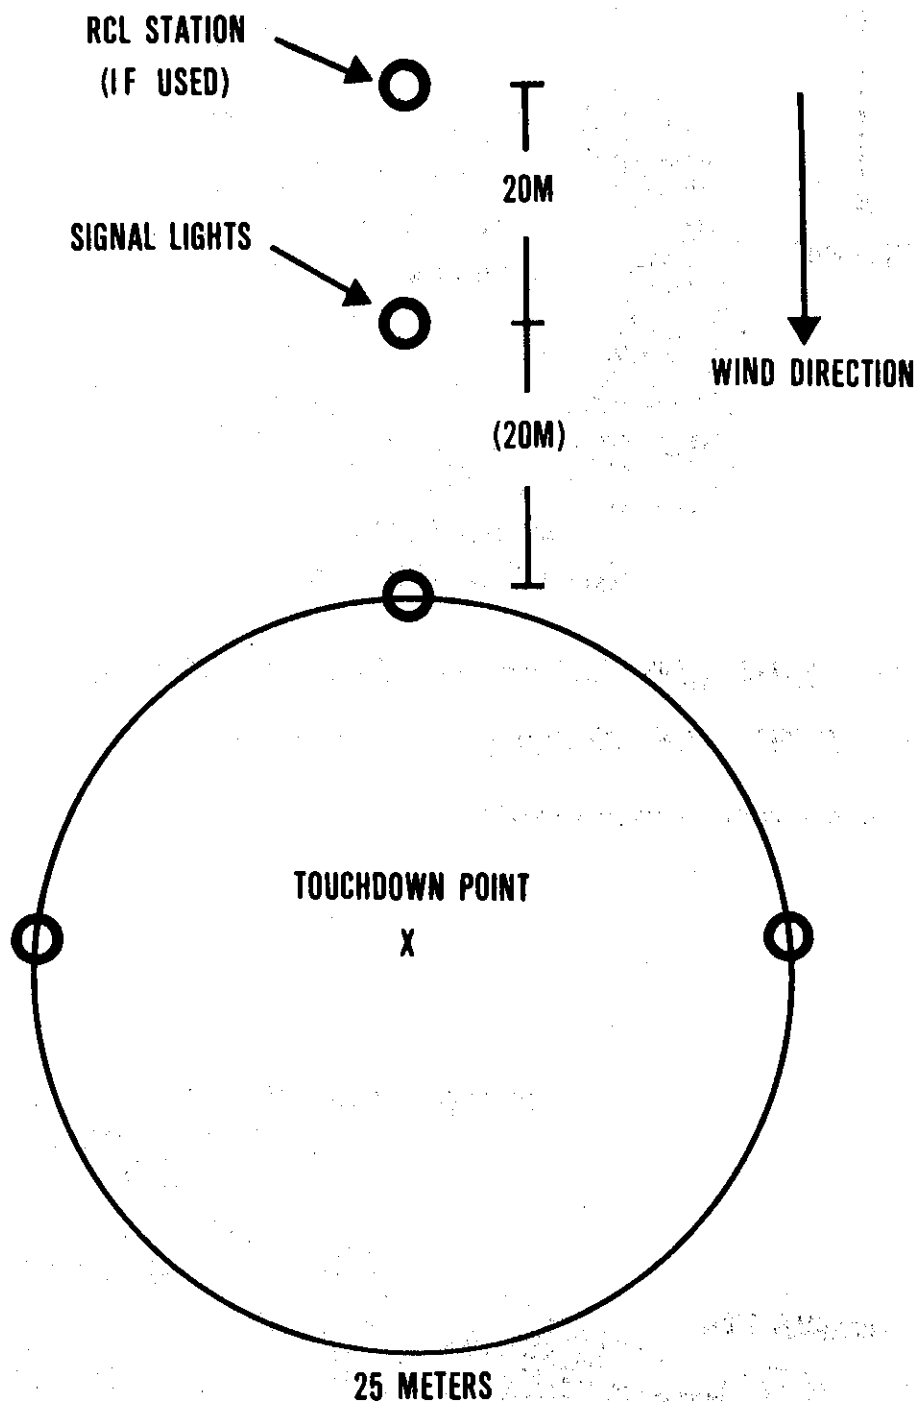 RCL STATION
(IF USED)
20M
SIGNAL LIGHTS
WIND DIRECTION
(20M)
TOUCHDOWN POINT
X
25 METERS